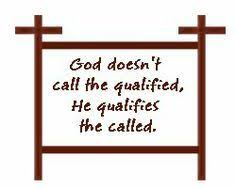 God doesn't
call the qualified,
He qualifies
the called.